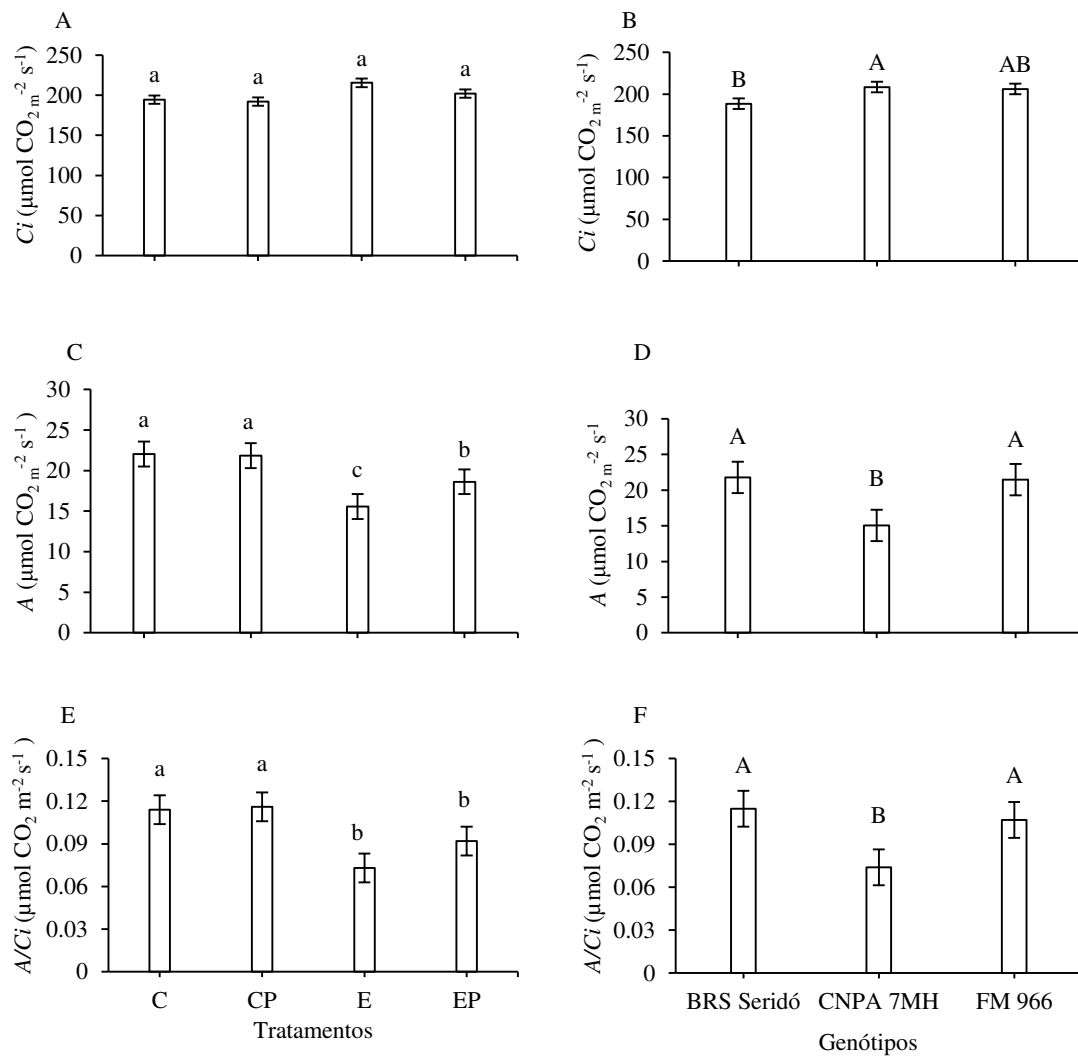 A
Ci (µmol CO2 m-2 s-1)
250
200
150
100
50
0
a
a
a
a
B
Ci (µmol CO2 m-2 s-1)
300
250
200
150
100
50
0
B
A
AB
C
A (µmol CO2 m-2 s-1)
30
25
20
15
10
5
0
a
a
c
b
D
A (µmol CO2 m-2 s-1)
30
25
20
15
10
5
0
A
B
A
E
A/Ci (µmol CO2 m-2 s-1)
0.15
0.12
0.09
0.06
0.03
0
a
a
b
b
C
CP
E
EP
Tratamentos
F
A/Ci (µmol CO2 m-2 s-1)
0.15
0.12
0.09
0.06
0.03
0
A
B
A
BRS Seridó
CNPA 7MH
FM 966
Genótipos